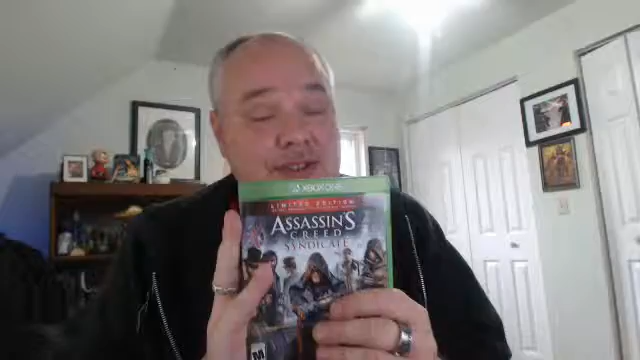 XBOX ONE
LIMITED EDITION
ASSASSIN'S
CREED
SYNDICATE
M